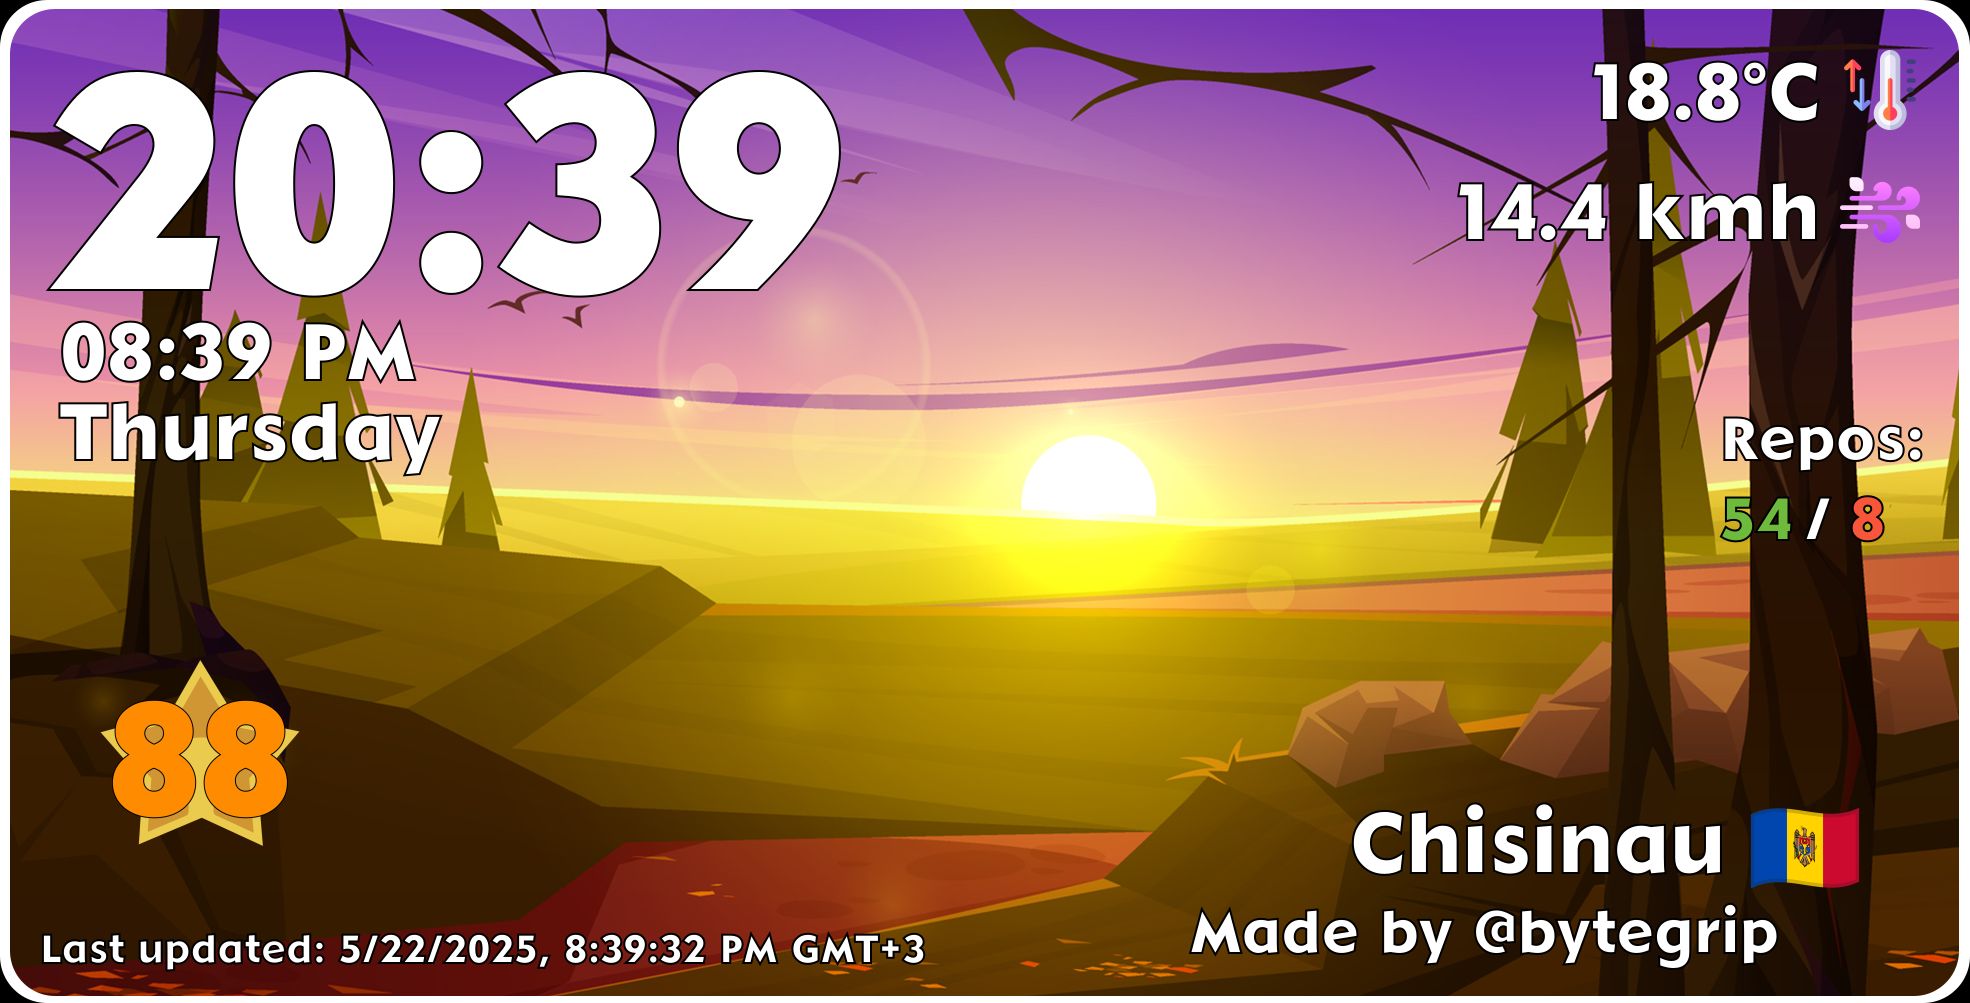 20:39
08:39 PM
Thursday
18.8°C
14.4 kmh
Repos:
54 / 8
88
Chisinau
Made by @bytegrip
Last updated: 5/22/2025, 8:39:32 PM GMT+3